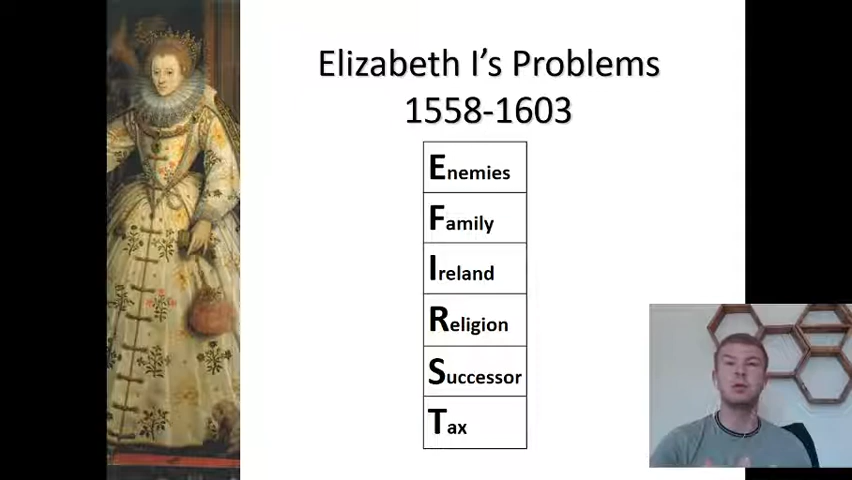 Elizabeth I’s Problems
1558-1603
Enemies
Family
Ireland
Religion
Successor
Tax